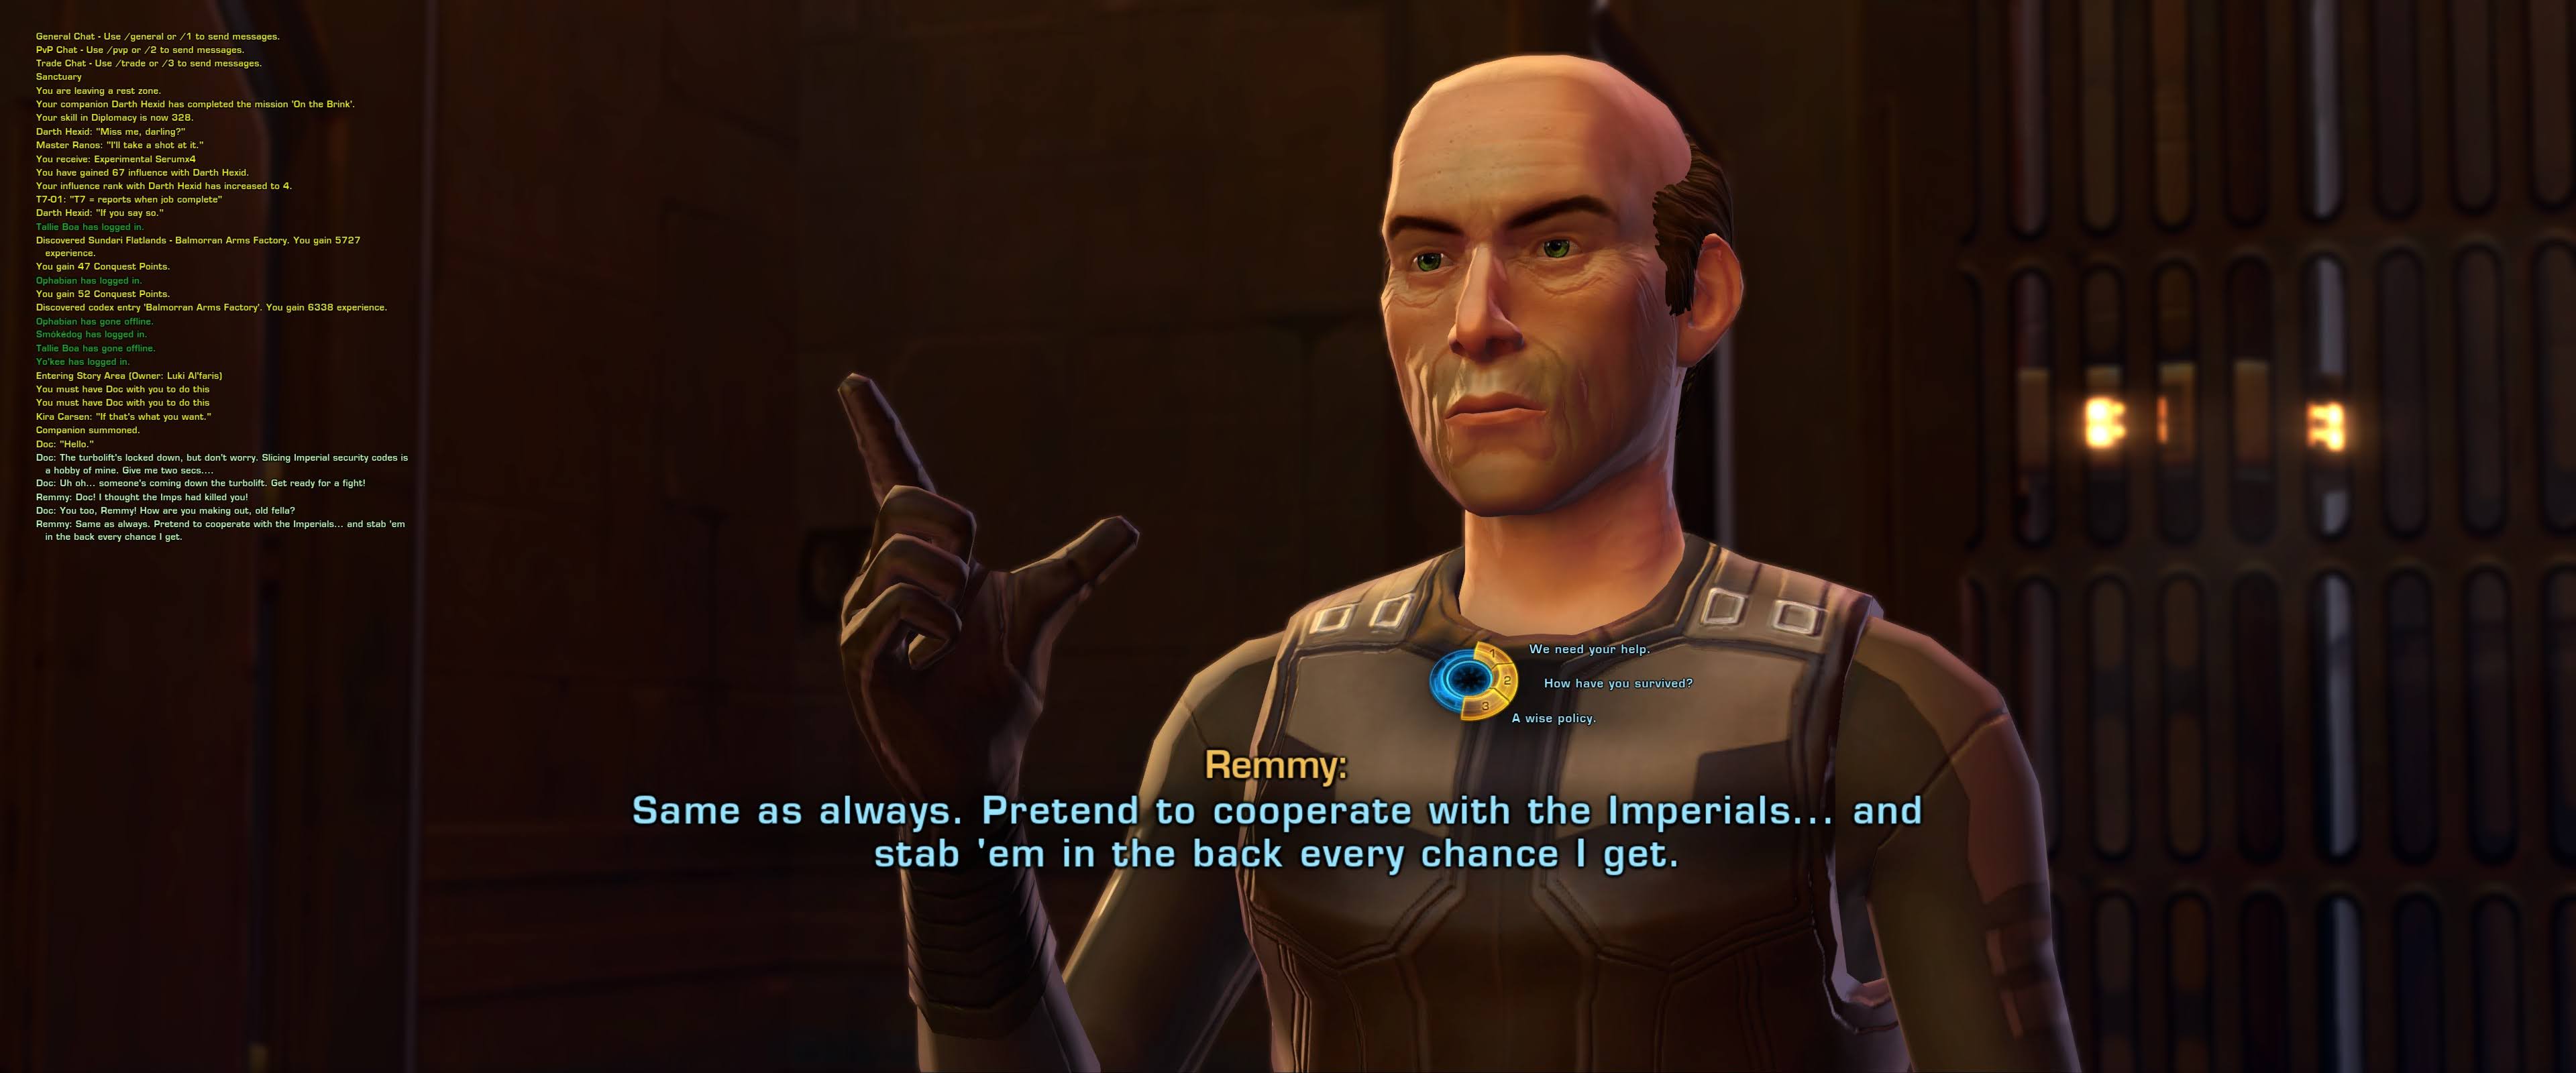 General Chat - Use /general or /1 to send messages.
PvP Chat - Use /pvp or /2 to send messages.
Trade Chat - Use /trade or /3 to send messages.
Sanctuary
You are leaving a rest zone.
Your companion Darth Hexid has completed the mission 'On the Brink'.
Your skill in Diplomacy is now 328.
Darth Hexid: "Miss me, darling?"
Master Ranos: "I'll take a shot at it."
You receive: Experimental Serumx4
You have gained 67 influence with Darth Hexid.
Your influence rank with Darth Hexid has increased to 4.
T7-01: "T7 = reports when job complete"
Darth Hexid: "If you say so."
Tallie Boa has logged in.
Discovered Sundari Flatlands - Balmorran Arms Factory. You gain 5727
experience.
You gain 47 Conquest Points.
Ophabian has logged in.
You gain 52 Conquest Points.
Discovered codex entry 'Balmorran Arms Factory'. You gain 6338 experience.
Ophabian has gone offline.
Smökëdog has logged in.
Tallie Boa has gone offline.
Yo'kee has logged in.
Entering Story Area (Owner: Luki Al'faris)
You must have Doc with you to do this
You must have Doc with you to do this
Kira Carsen: "If that's what you want."
Companion summoned.
Doc: "Hello."
Doc: The turbolift's locked down, but don't worry. Slicing Imperial security codes is
a hobby of mine. Give me two secs....
Doc: Uh oh... someone's coming down the turbolift. Get ready for a fight!
Remmy: Doc! I thought the Imps had killed you!
Doc: You too, Remmy! How are you making out, old fella?
Remmy: Same as always. Pretend to cooperate with the Imperials... and stab 'em
in the back every chance I get.
1 We need your help.
2 How have you survived?
3 A wise policy.
Remmy:
Same as always. Pretend to cooperate with the Imperials... and
stab 'em in the back every chance I get.